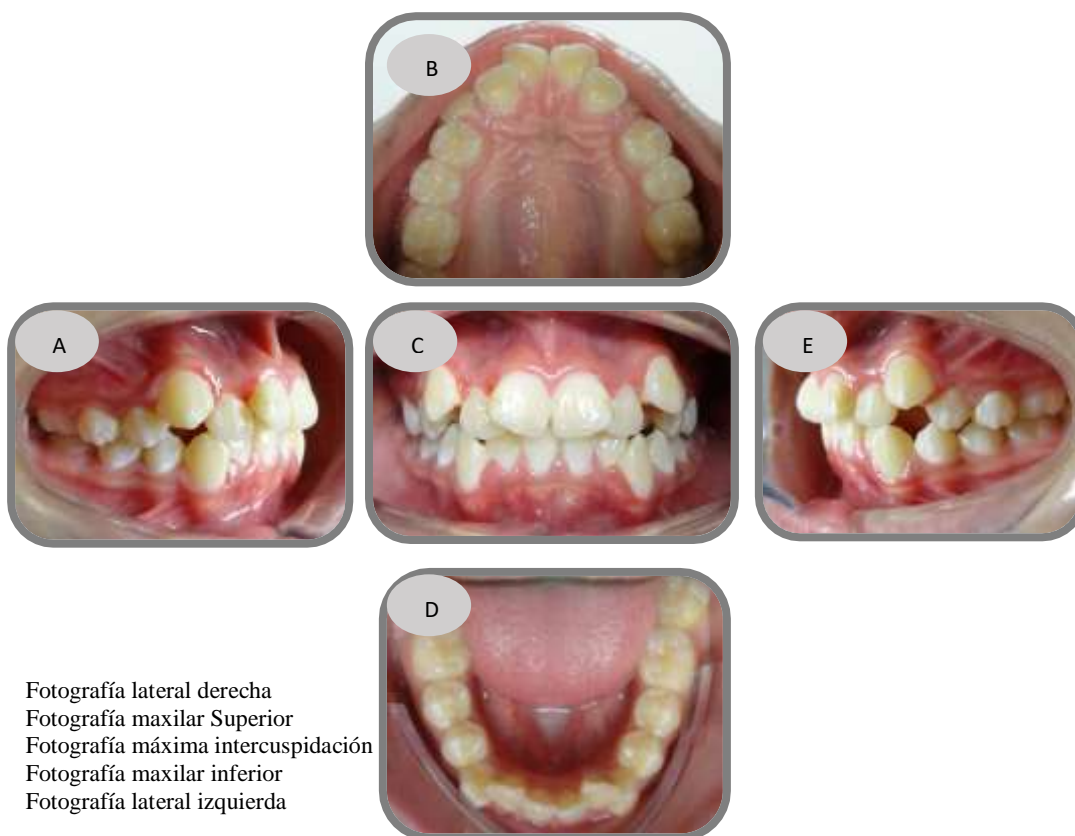 B
A
C
E
D
Fotografía lateral derecha
Fotografía maxilar Superior
Fotografía máxima intercuspidación
Fotografía maxilar inferior
Fotografía lateral izquierda